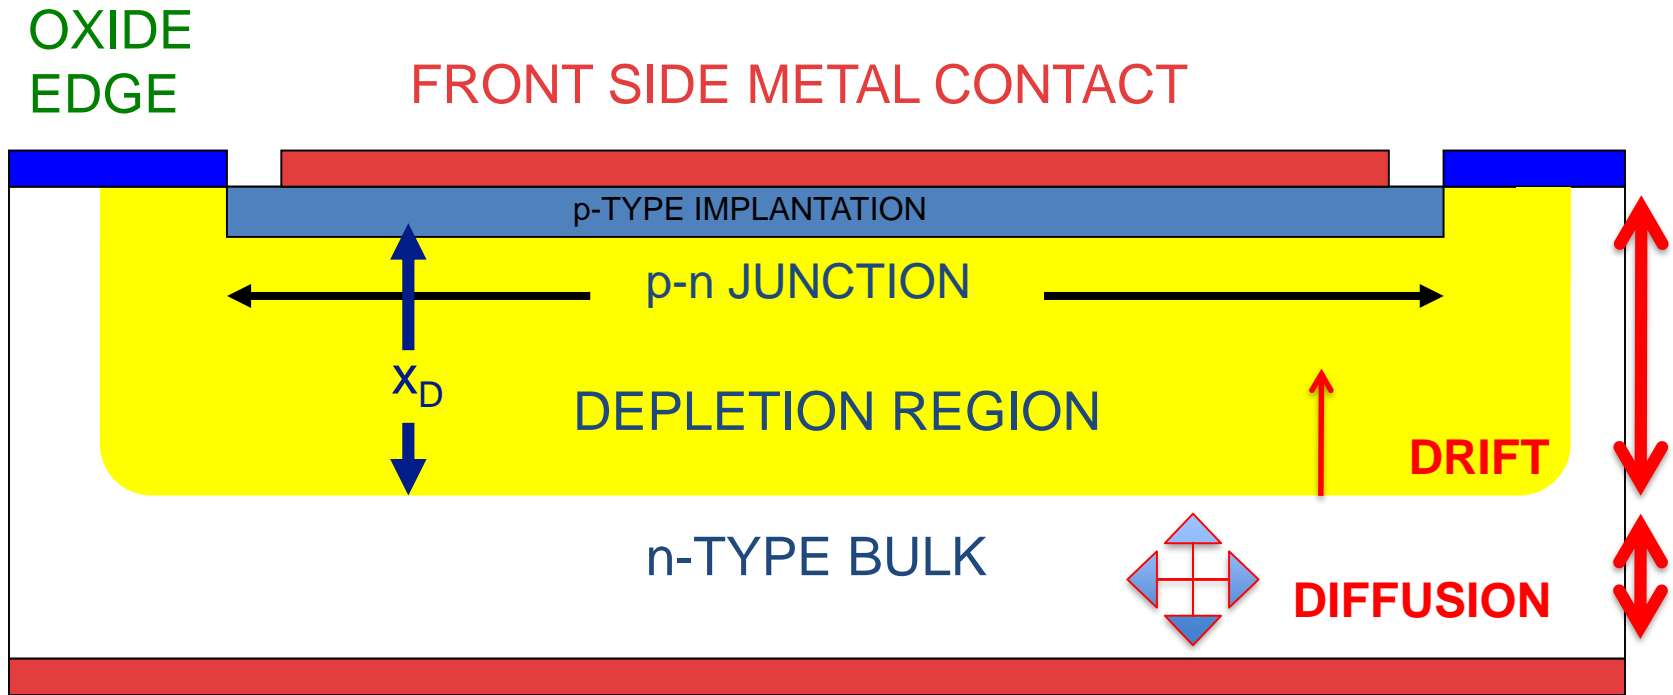 OXIDE
EDGE
FRONT SIDE METAL CONTACT
p-TYPE IMPLANTATION
p-n JUNCTION
xD
DEPLETION REGION
DRIFT
n-TYPE BULK
DIFFUSION